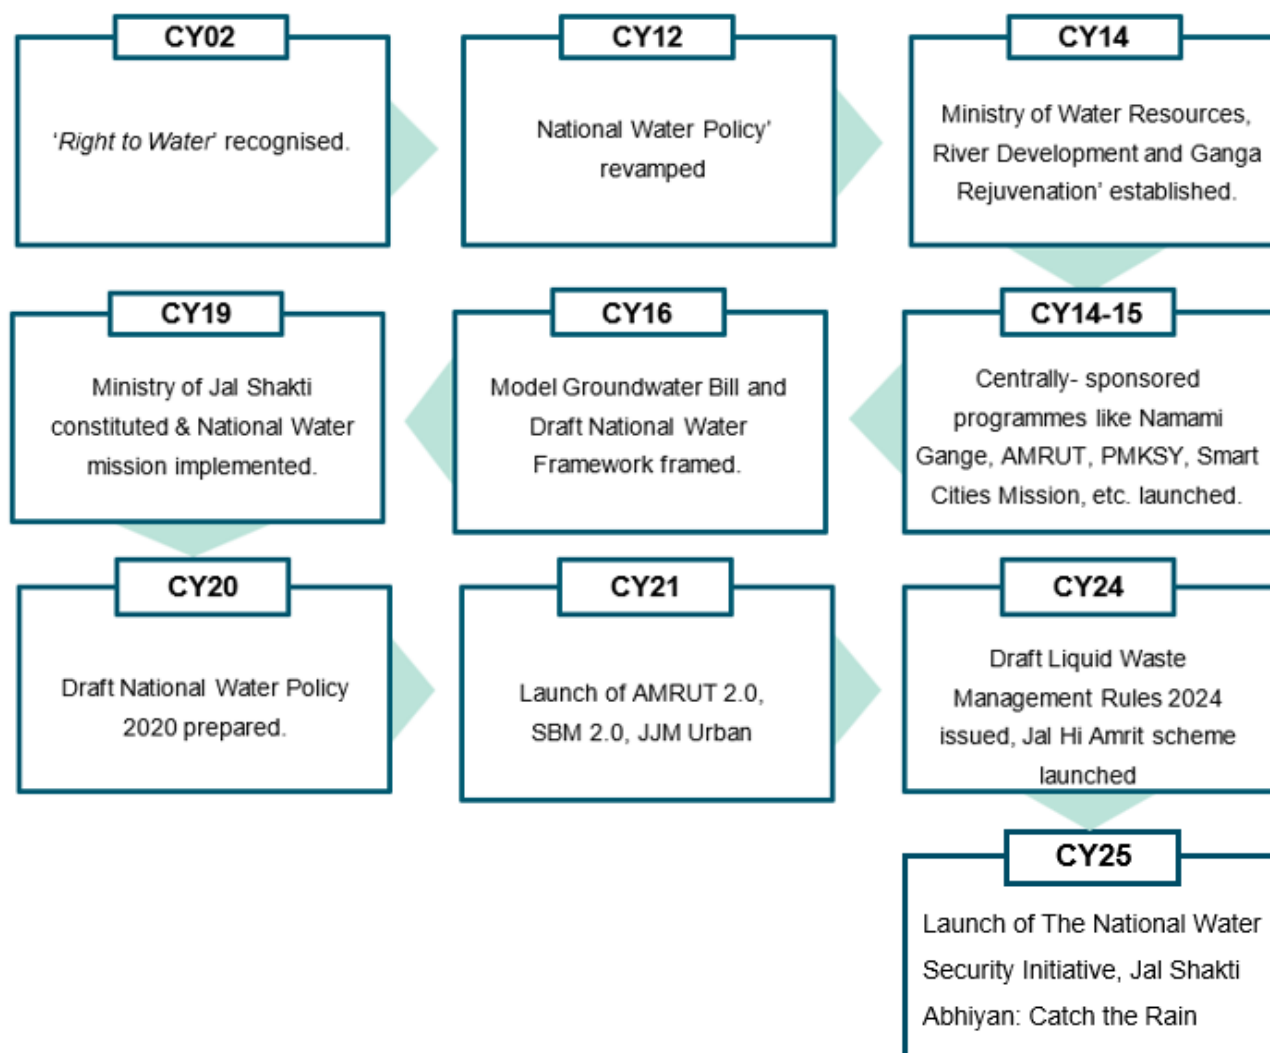 CY02
‘Right to Water’ recognised.
CY12
National Water Policy’
revamped
CY14
Ministry of Water Resources,
River Development and Ganga
Rejuvenation’ established.
CY14-15
Centrally- sponsored
programmes like Namami
Gange, AMRUT, PMKSY, Smart
Cities Mission, etc. launched.
CY16
Model Groundwater Bill and
Draft National Water
Framework framed.
CY19
Ministry of Jal Shakti
constituted & National Water
mission implemented.
CY20
Draft National Water Policy
2020 prepared.
CY21
Launch of AMRUT 2.0,
SBM 2.0, JJM Urban
CY24
Draft Liquid Waste
Management Rules 2024
issued, Jal Hi Amrit scheme
launched
CY25
Launch of The National Water
Security Initiative, Jal Shakti
Abhiyan: Catch the Rain